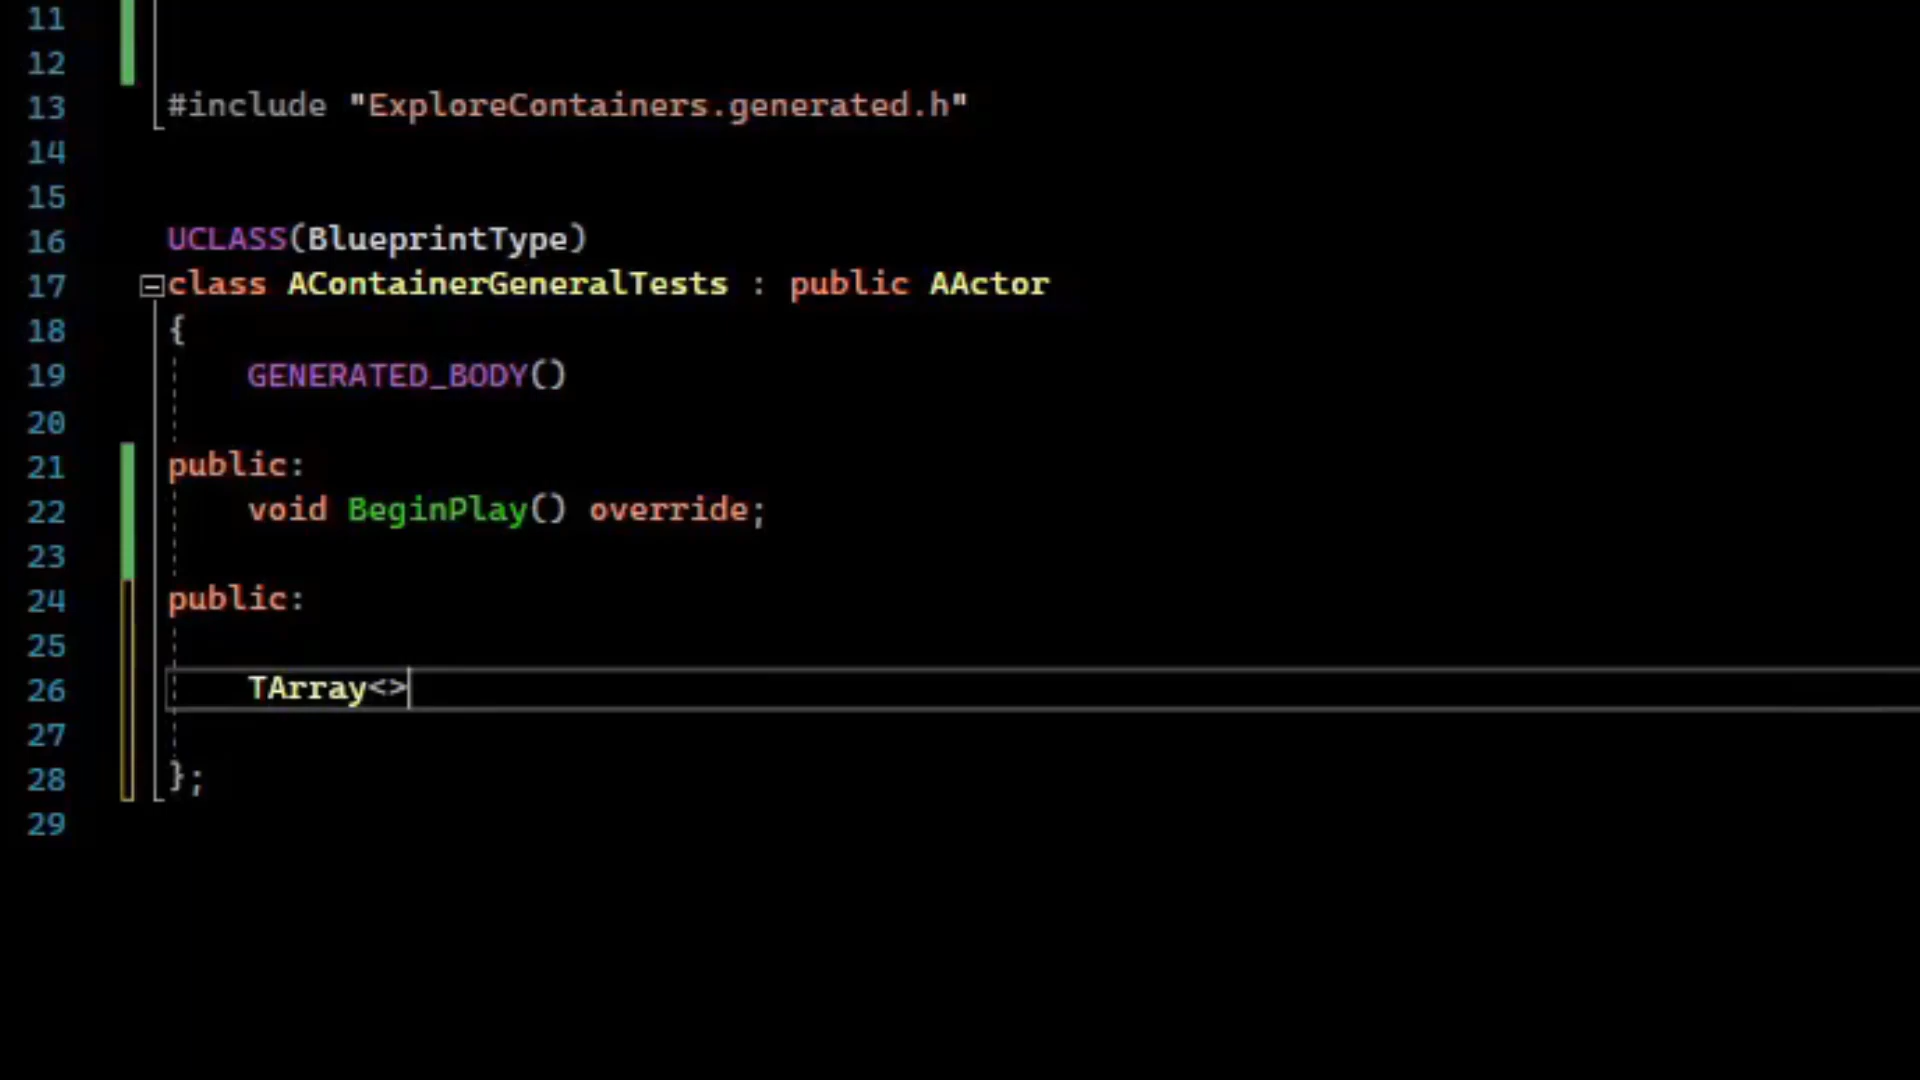 11
12
13 #include "ExploreContainers.generated.h"
14
15
16 UCLASS(BlueprintType)
17 class AContainerGeneralTests : public AActor
18 {
19 GENERATED_BODY()
20
21 public:
22 void BeginPlay() override;
23
24 public:
25
26 TArray<>
27
28 };
29